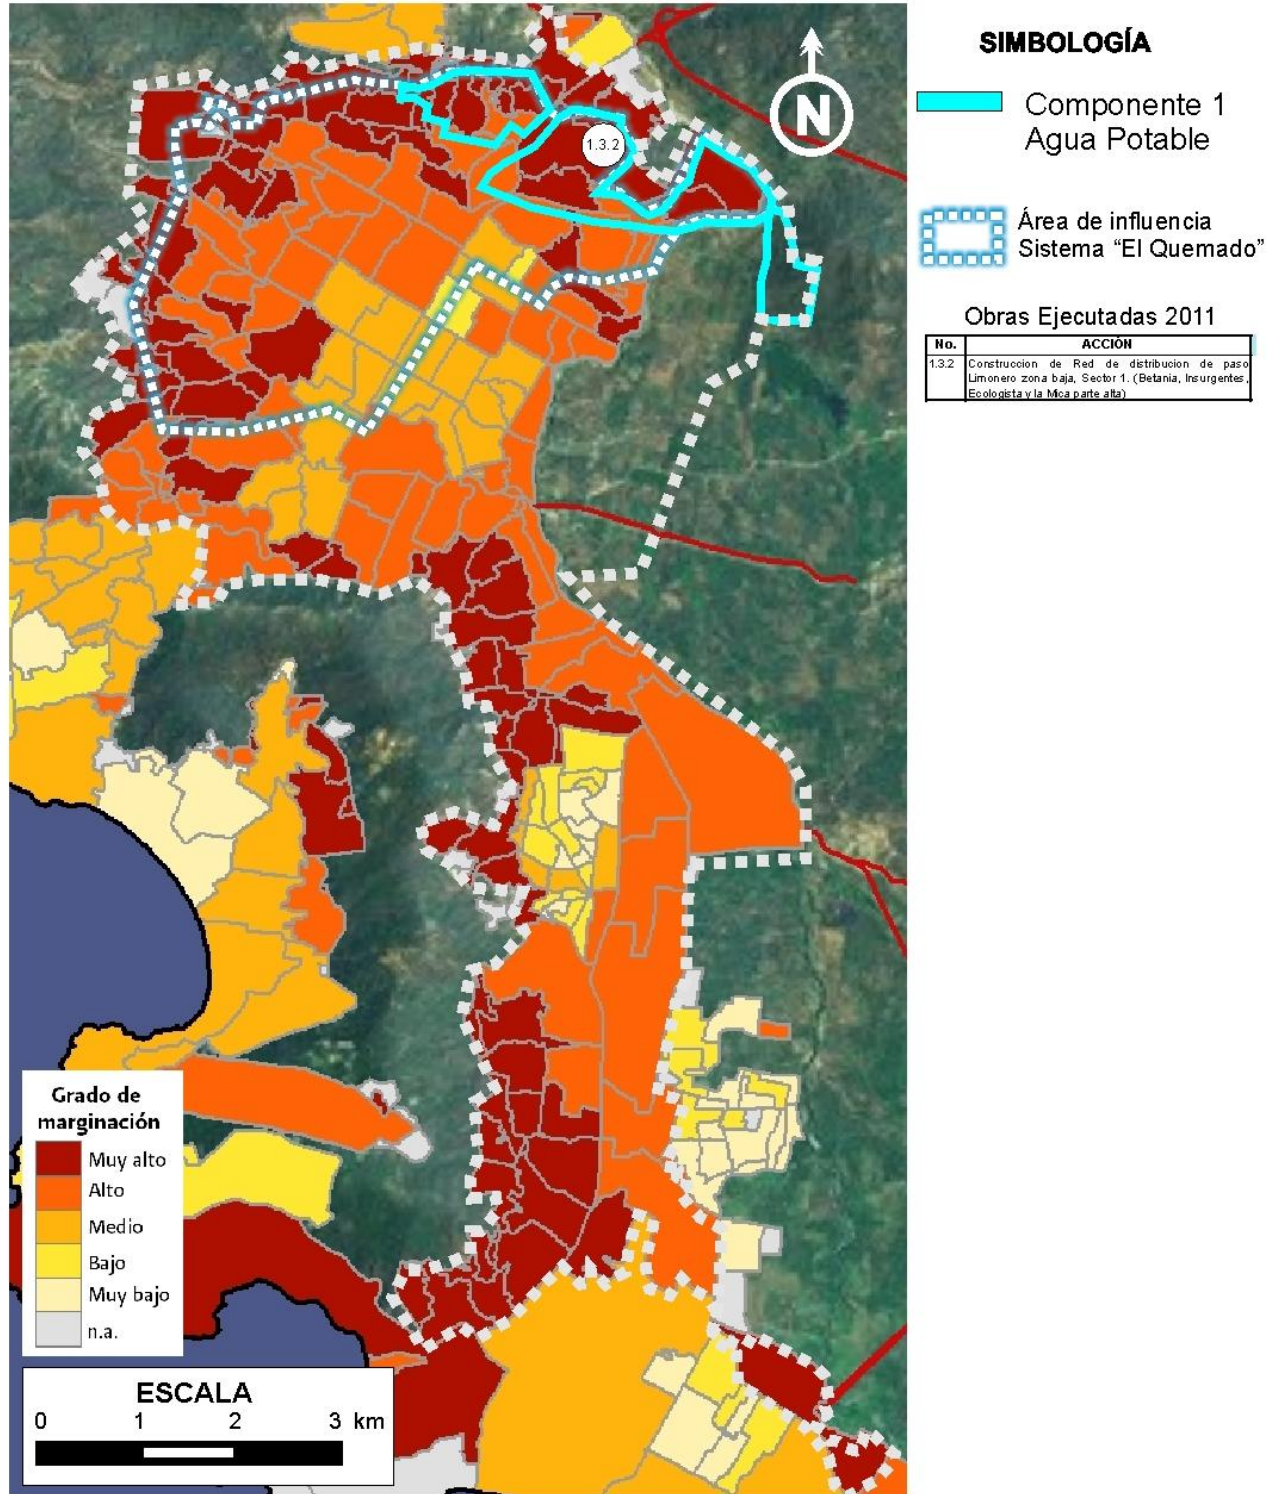 SIMBOLOGÍA
Componente 1
Agua Potable
Área de influencia
Sistema “El Quemado”
Obras Ejecutadas 2011
No. ACCIÓN
1.3.2 Construccion de Red de distribucion de paso
Limonero zona baja, Sector 1. (Betania, Insurgentes,
Ecologista y la Mica parte alta)
N
1.3.2
Grado de
marginación
Muy alto
Alto
Medio
Bajo
Muy bajo
n.a.
ESCALA
0 1 2 3 km